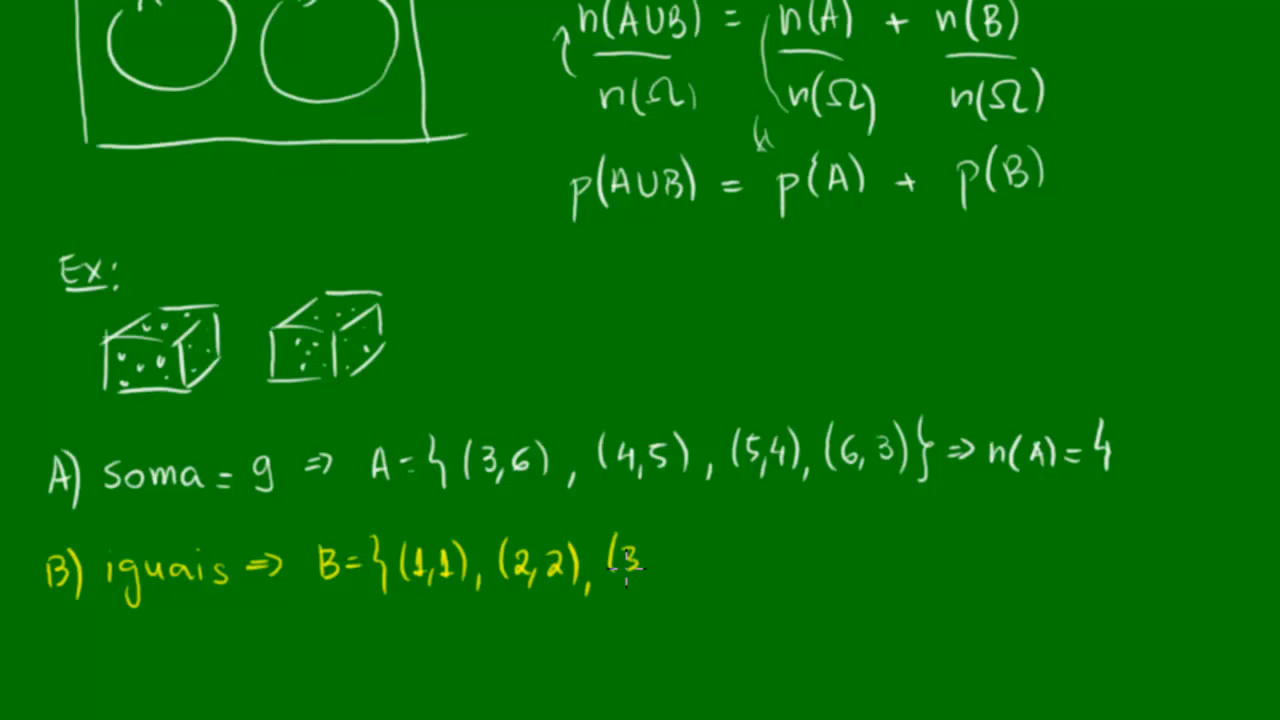 n(A∪B) = n(A) + n(B)
n(Ω) n(Ω) n(Ω)
p(A∪B) = p(A) + p(B)
Ex:
A) soma = 9 ⇒ A = { (3,6) , (4,5) , (5,4), (6,3)} ⇒ n(A) = 4
B) iguais ⇒ B = {(1,1), (2,2), (3